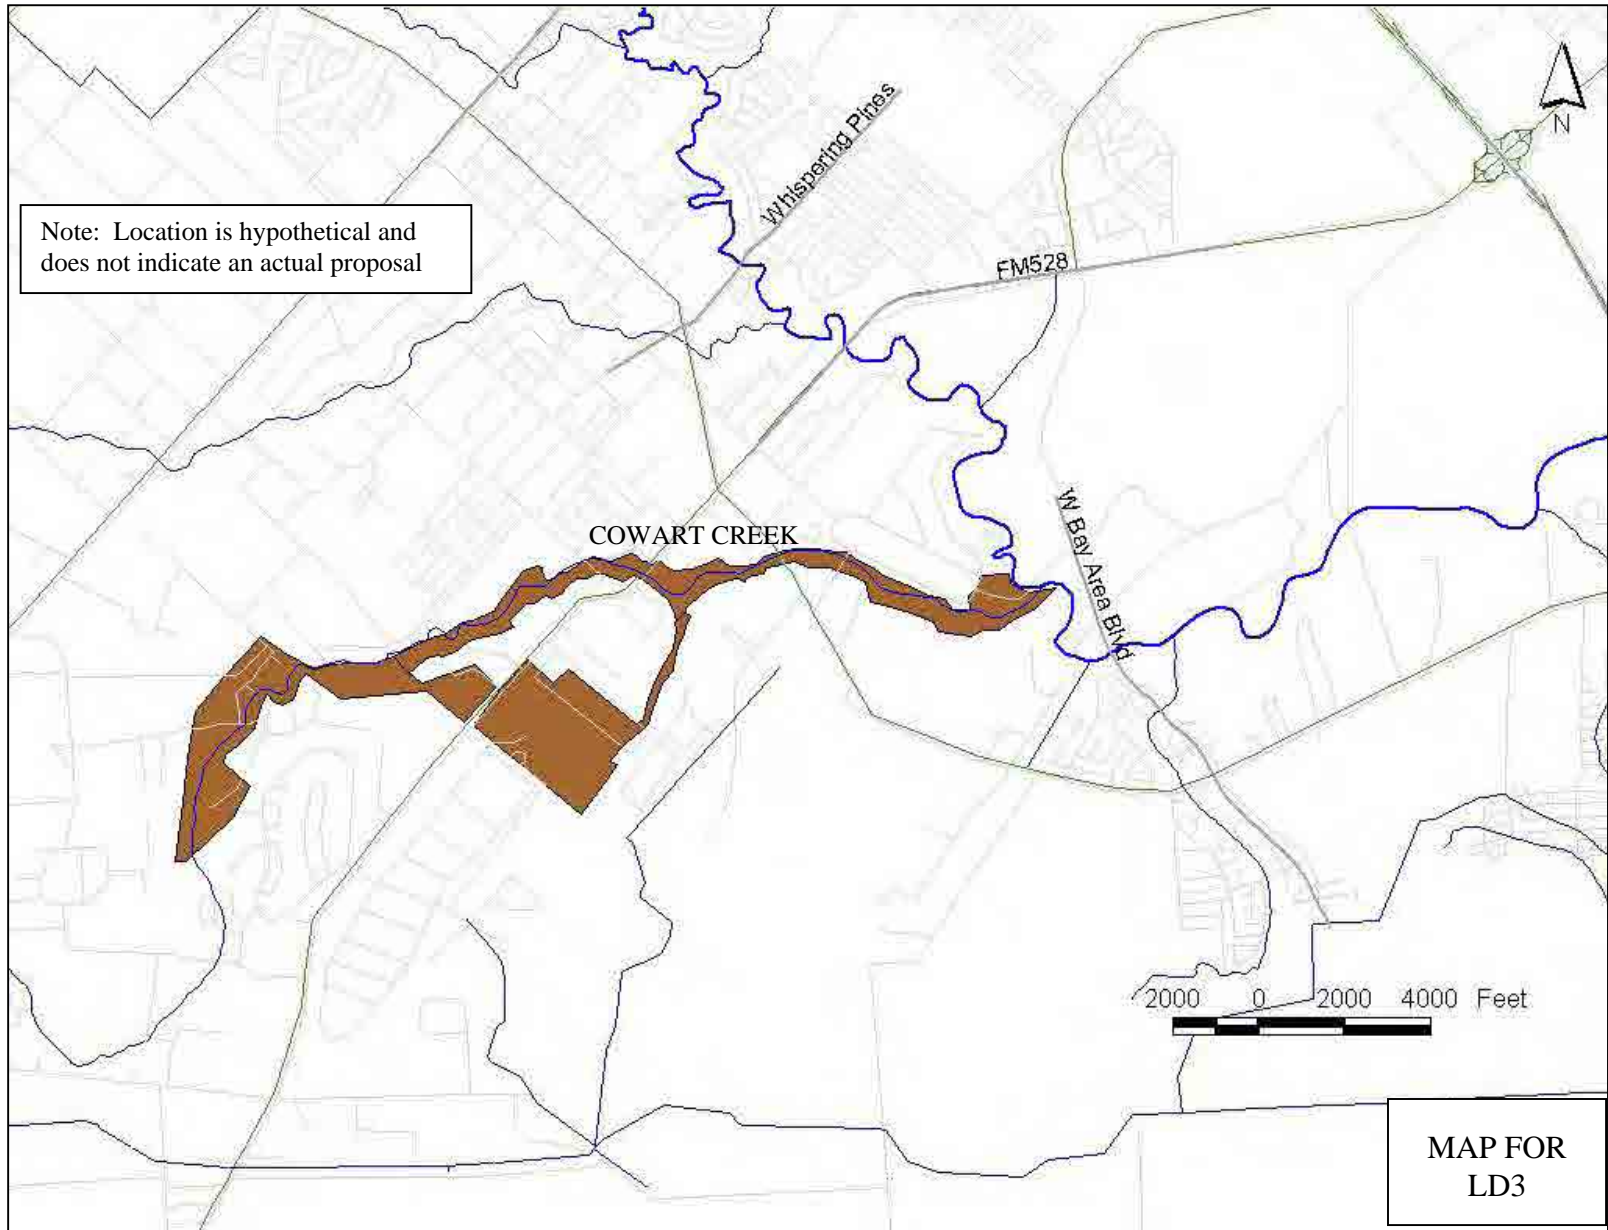 Whispering Pines
N
Note:  Location is hypothetical and
does not indicate an actual proposal
FM528
W Bay Area Blvd
COWART CREEK
2000 0 2000 4000 Feet
MAP FOR
LD3